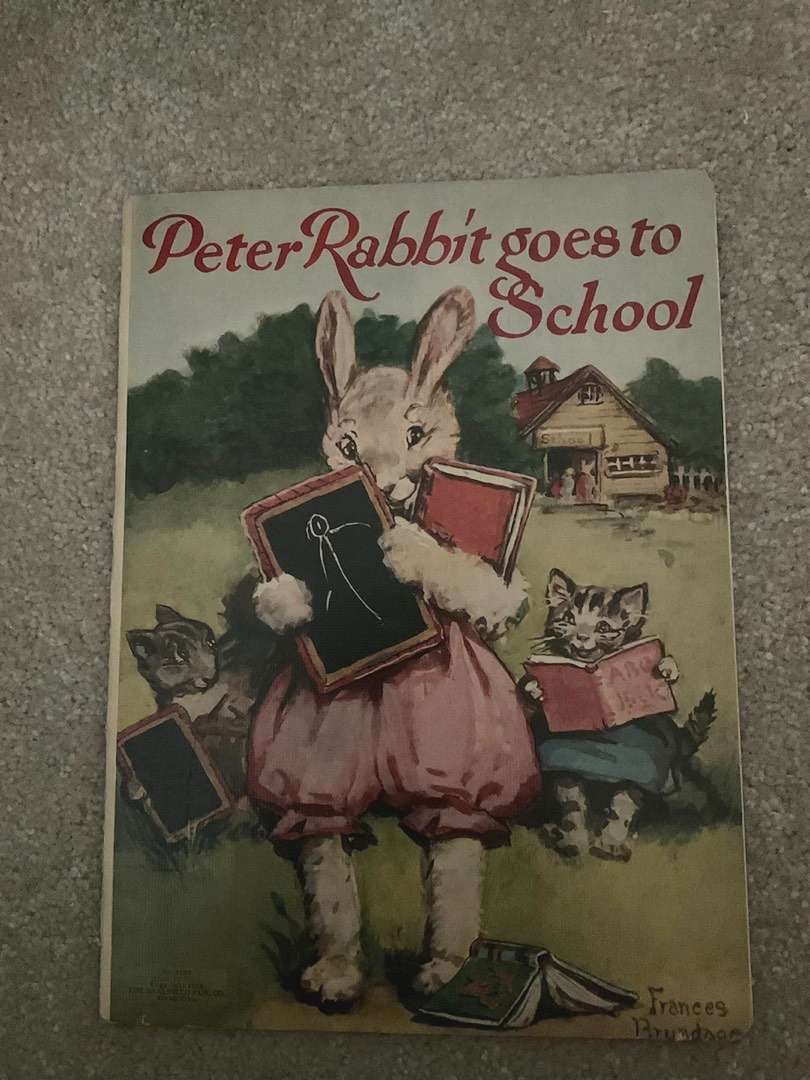 Peter Rabbit goes to
School
School
ABC
Frances
Brundage